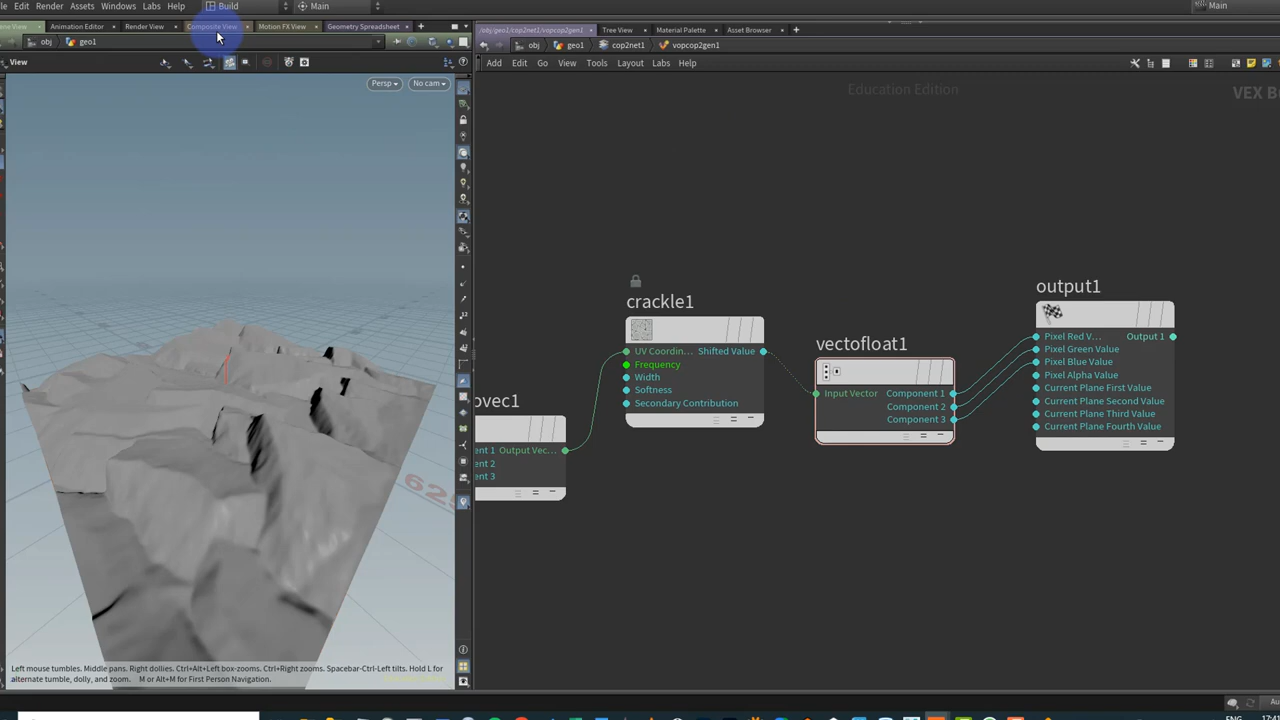 Edit Render Assets Windows Labs Help Build Main Main
Animation Editor Render View Composite View Motion FX View Geometry Spreadsheet
/obj/geo1/cop2net1/vopcop2gen1 Tree View Material Palette Asset Browser
obj geo1
obj geo1 cop2net1 vopcop2gen1
View
Add Edit Go View Tools Layout Labs Help
Persp No cam
Education Edition
output1
Pixel Red V... Output 1
Pixel Green Value
Pixel Blue Value
Pixel Alpha Value
Current Plane First Value
Current Plane Second Value
Current Plane Third Value
Current Plane Fourth Value
crackle1
UV Coordin... Shifted Value
Frequency
Width
Softness
Secondary Contribution
vectofloat1
Input Vector Component 1
Component 2
Component 3
ovec1
ent 1 Output Vec...
ent 2
ent 3
Left mouse tumbles. Middle pans. Right dollies. Ctrl+Alt+Left box-zooms. Ctrl+Right zooms. Spacebar-Ctrl-Left tilts. Hold L for
alternate tumble, dolly, and zoom. M or Alt+M for First Person Navigation.
ENG